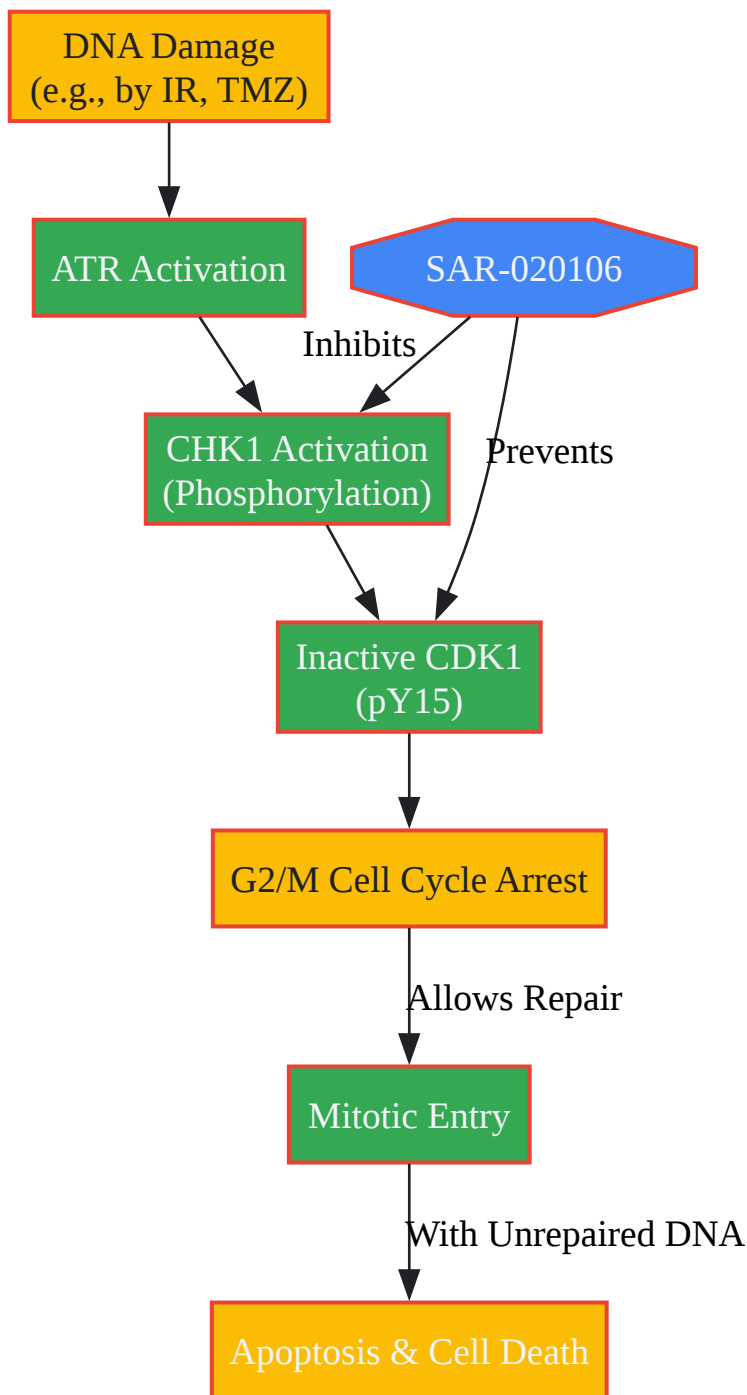 DNA Damage
(e.g., by IR, TMZ)
ATR Activation
SAR-020106
Inhibits
CHK1 Activation
(Phosphorylation)
Prevents
Inactive CDK1
(pY15)
G2/M Cell Cycle Arrest
Allows Repair
Mitotic Entry
With Unrepaired DNA
Apoptosis & Cell Death